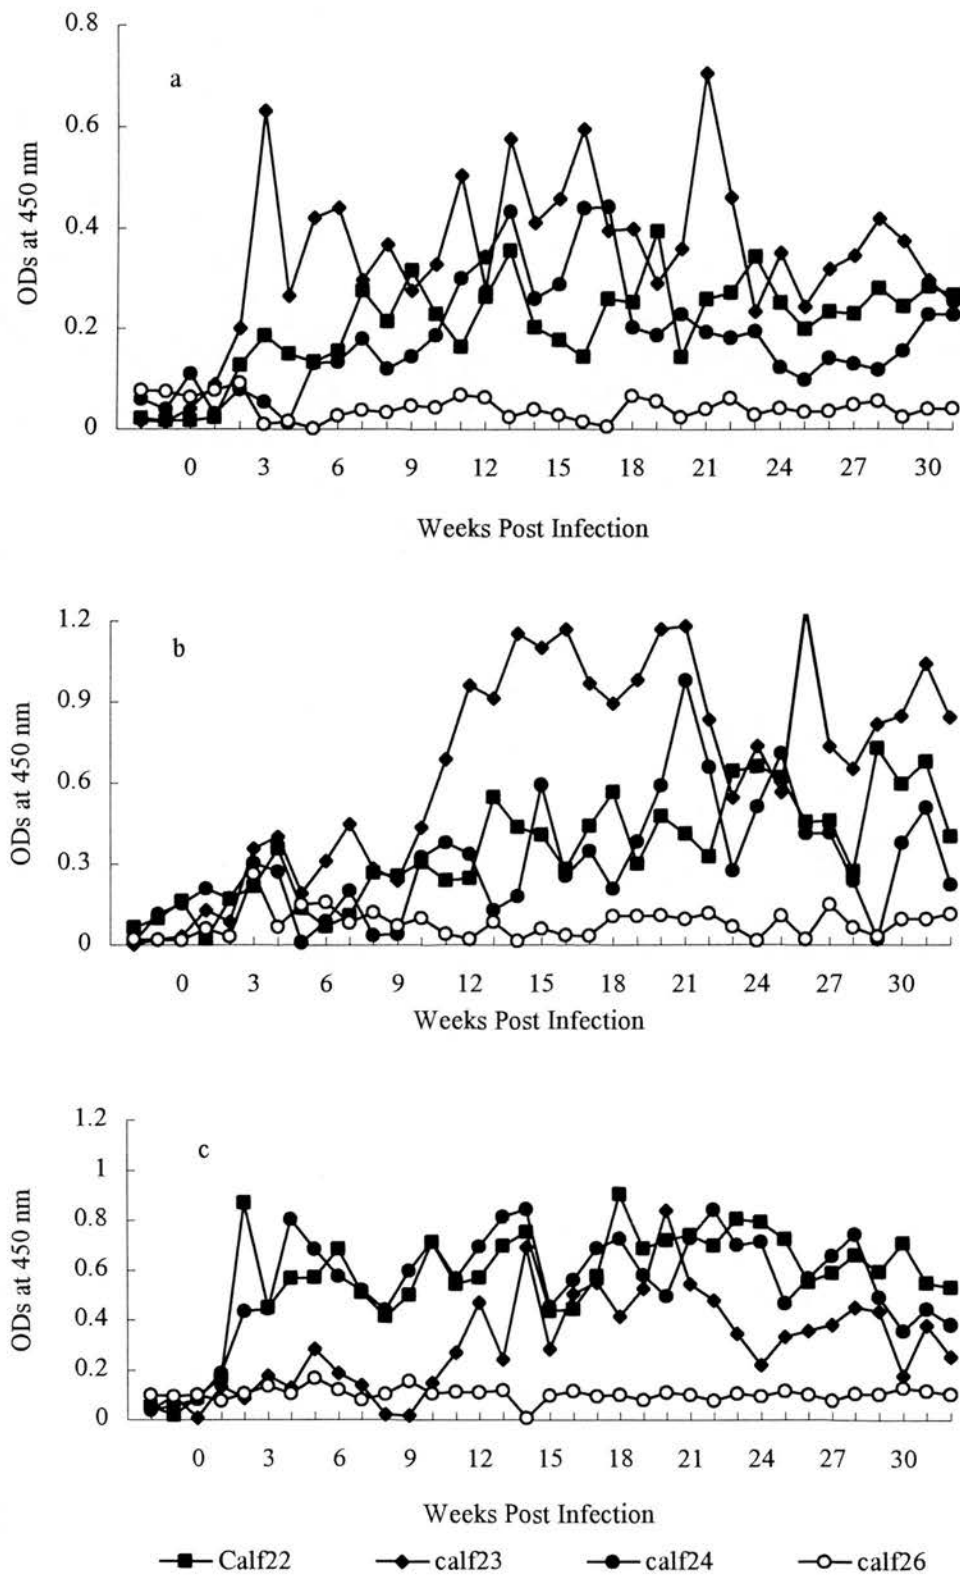 a
ODs at 450 nm
0.8
0.6
0.4
0.2
0
0 3 6 9 12 15 18 21 24 27 30
Weeks Post Infection
b
ODs at 450 nm
1.2
0.9
0.6
0.3
0
0 3 6 9 12 15 18 21 24 27 30
Weeks Post Infection
c
ODs at 450 nm
1.2
1
0.8
0.6
0.4
0.2
0
0 3 6 9 12 15 18 21 24 27 30
Weeks Post Infection
Calf22 calf23 calf24 calf26